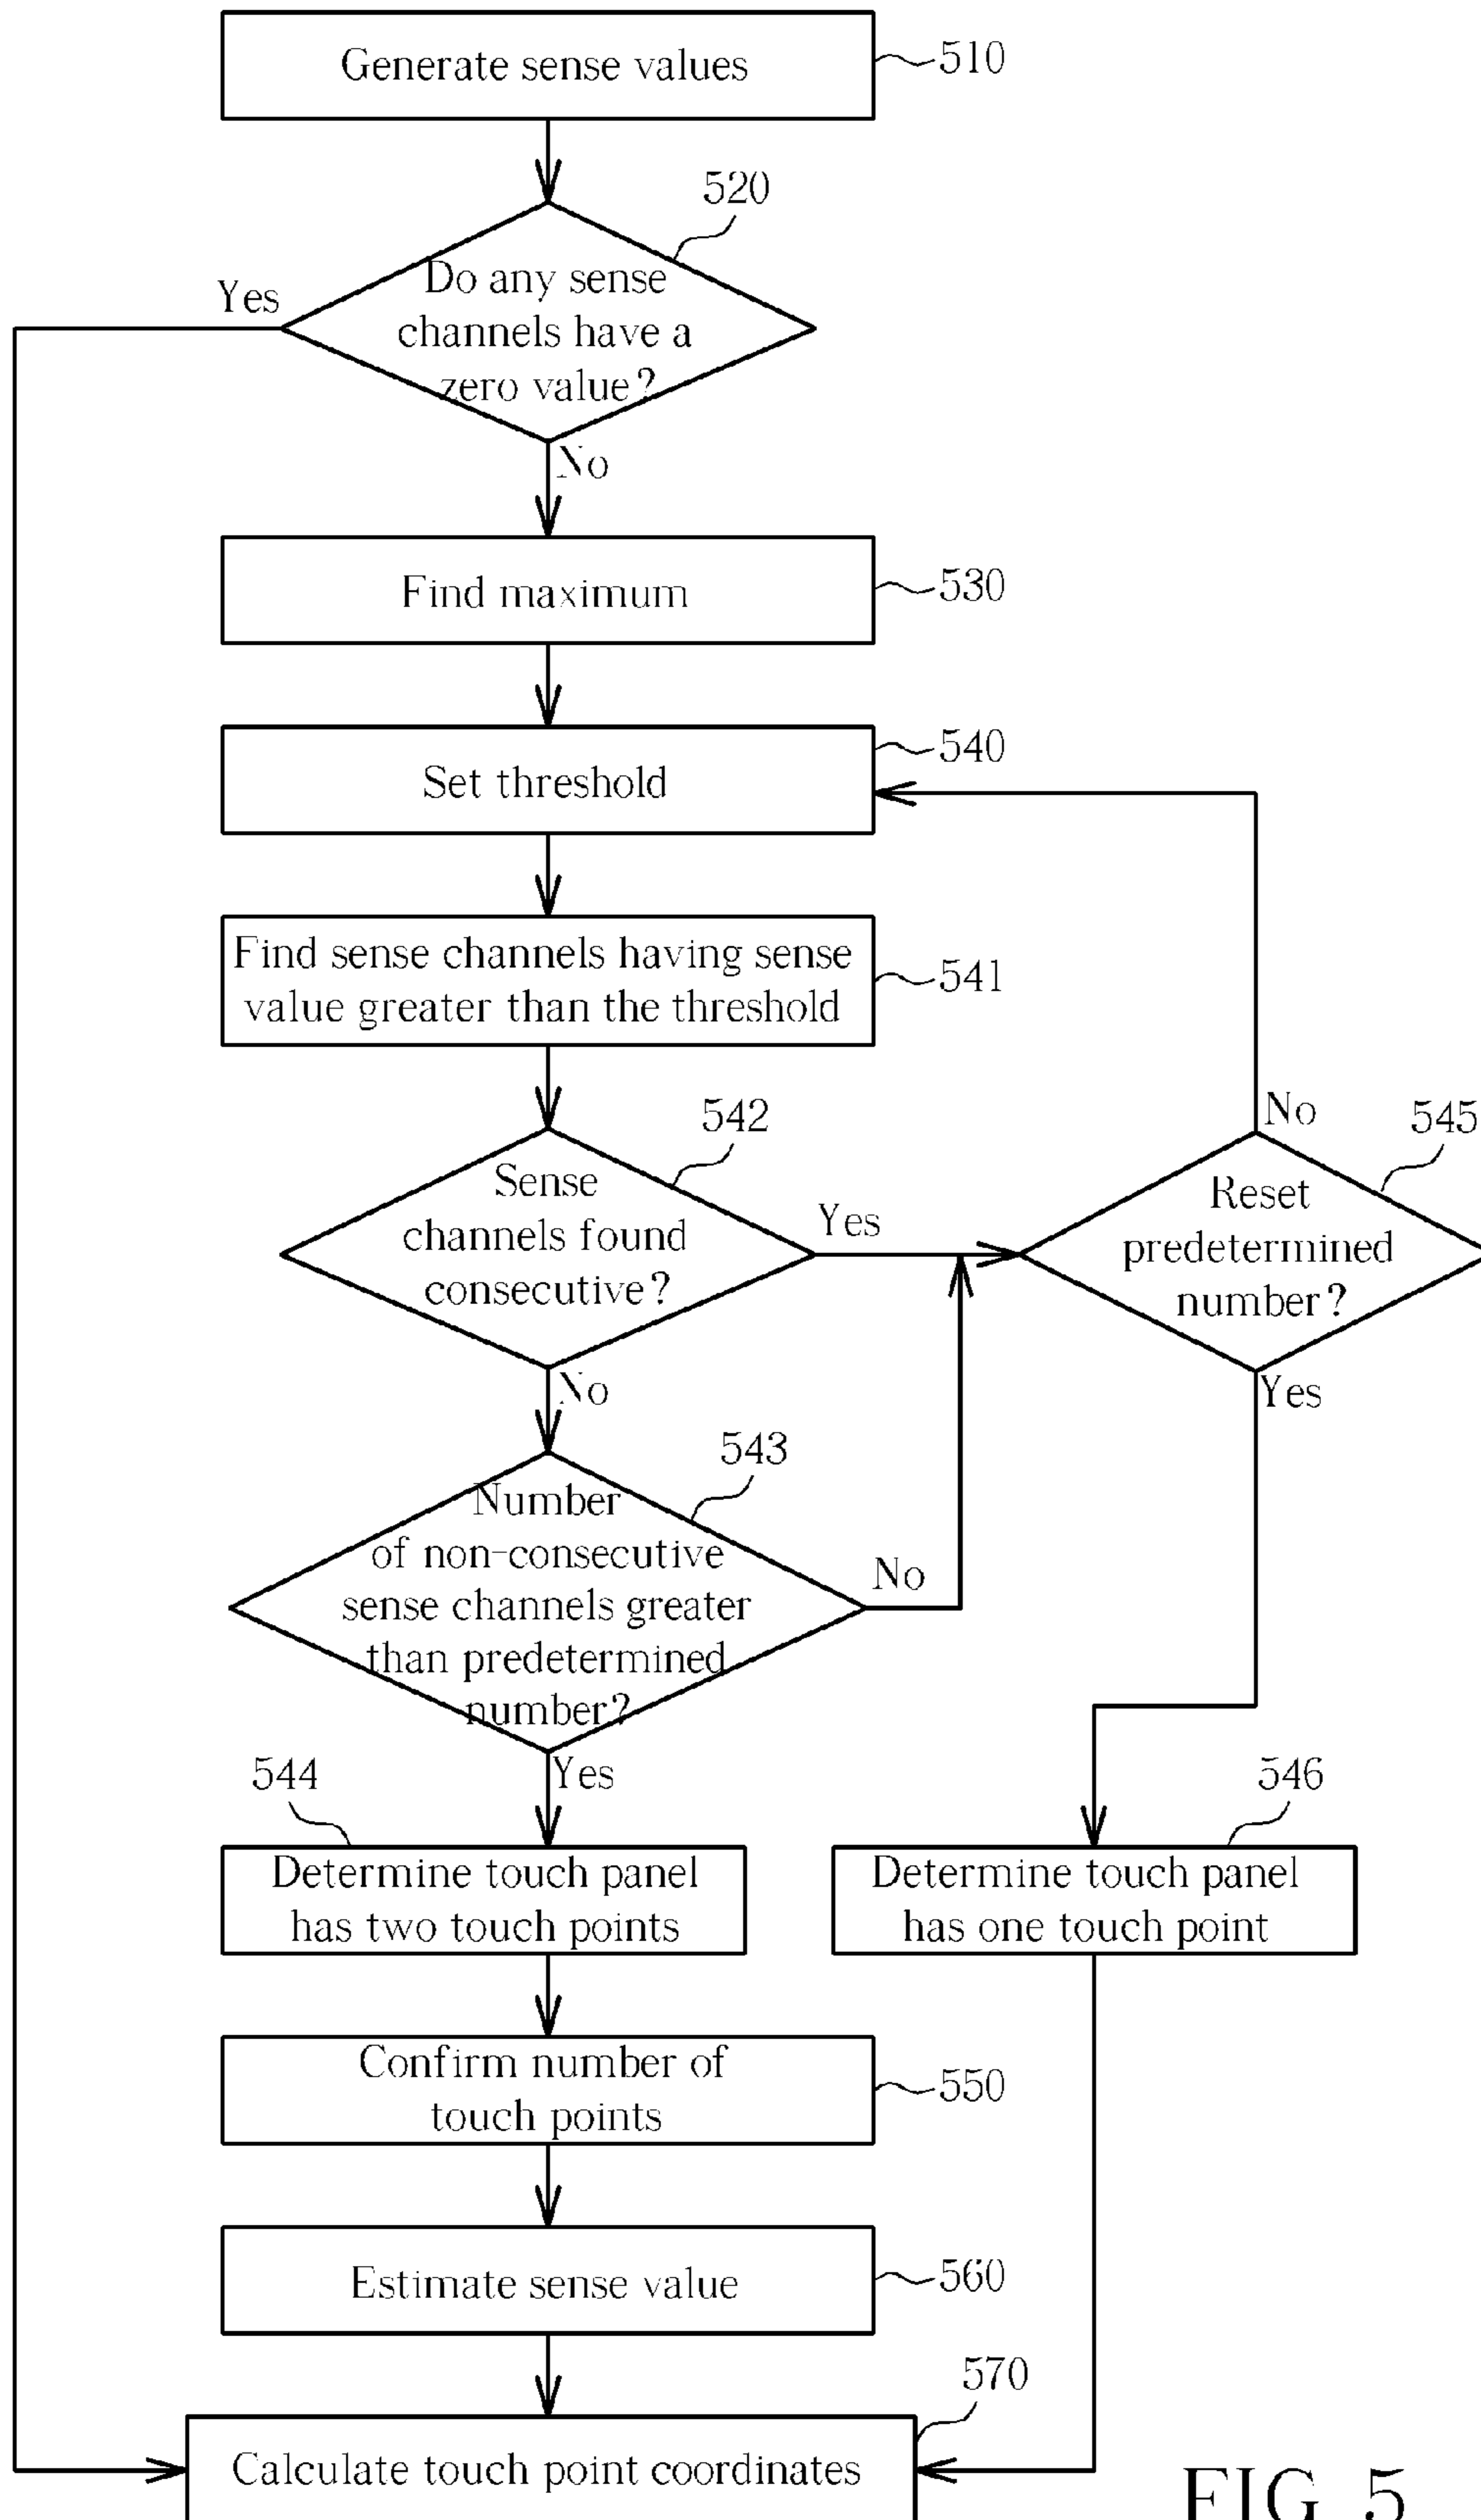 Generate sense values
510
520
Do any sense
channels have a
zero value?
Yes
No
Find maximum
530
Set threshold
540
Find sense channels having sense
value greater than the threshold
541
542
Sense
channels found
consecutive?
Yes
No
545
Reset
predetermined
number?
No
Yes
543
Number
of non-consecutive
sense channels greater
than predetermined
number?
No
Yes
544
Determine touch panel
has two touch points
546
Determine touch panel
has one touch point
Confirm number of
touch points
550
Estimate sense value
560
570
Calculate touch point coordinates
FIG. 5